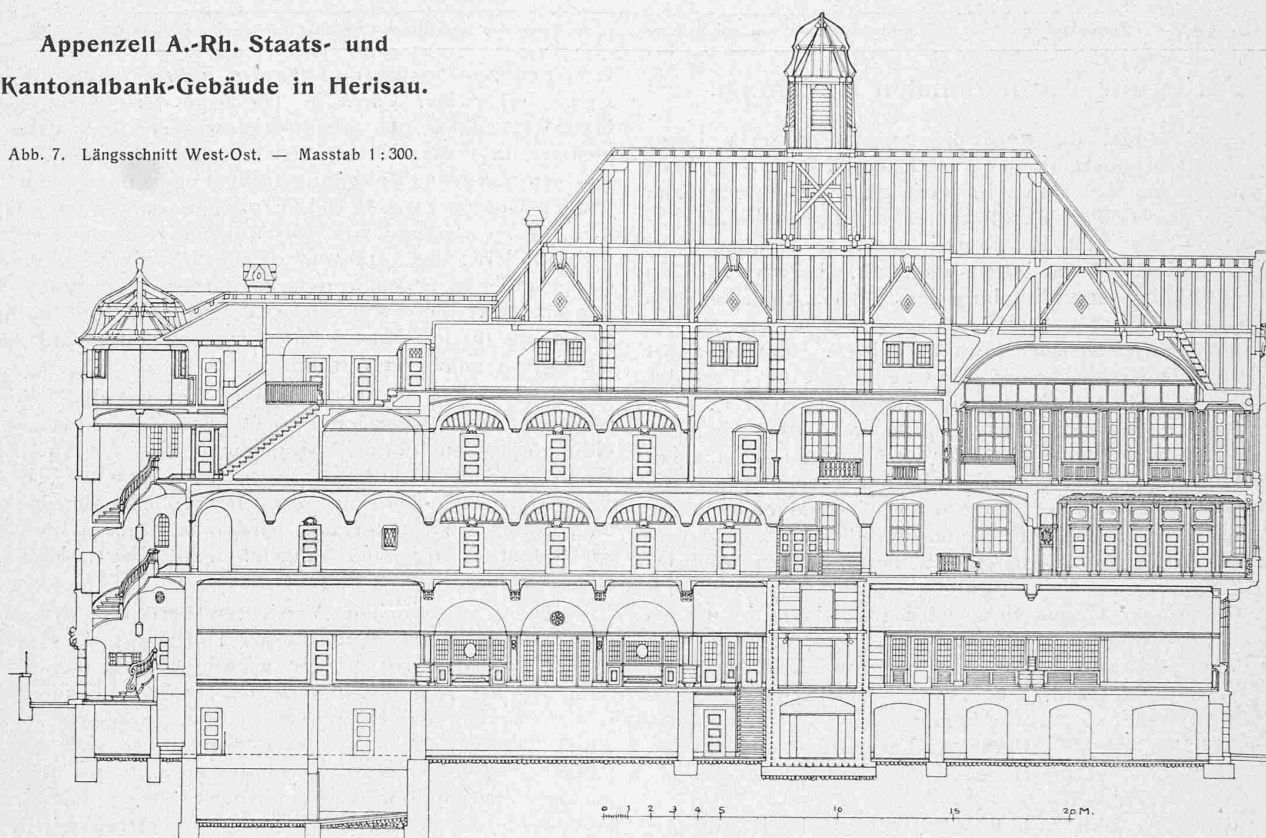 Appenzell A.-Rh. Staats- und
Kantonalbank-Gebäude in Herisau.
Abb. 7. Längsschnitt West-Ost. — Masstab 1:300.
0 1 2 3 4 5 10 15 20 M.